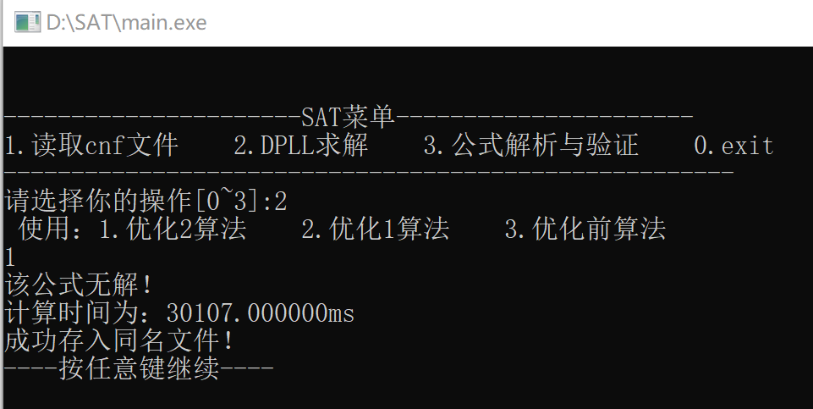 D:\SAT\main.exe
----------------------SAT菜单----------------------
1.读取cnf文件    2.DPLL求解    3.公式解析与验证    0.exit
------------------------------------------------------
请选择你的操作[0~3]:2
使用：1.优化2算法    2.优化1算法    3.优化前算法
1
该公式无解！
计算时间为：30107.000000ms
成功存入同名文件！
----按任意键继续----